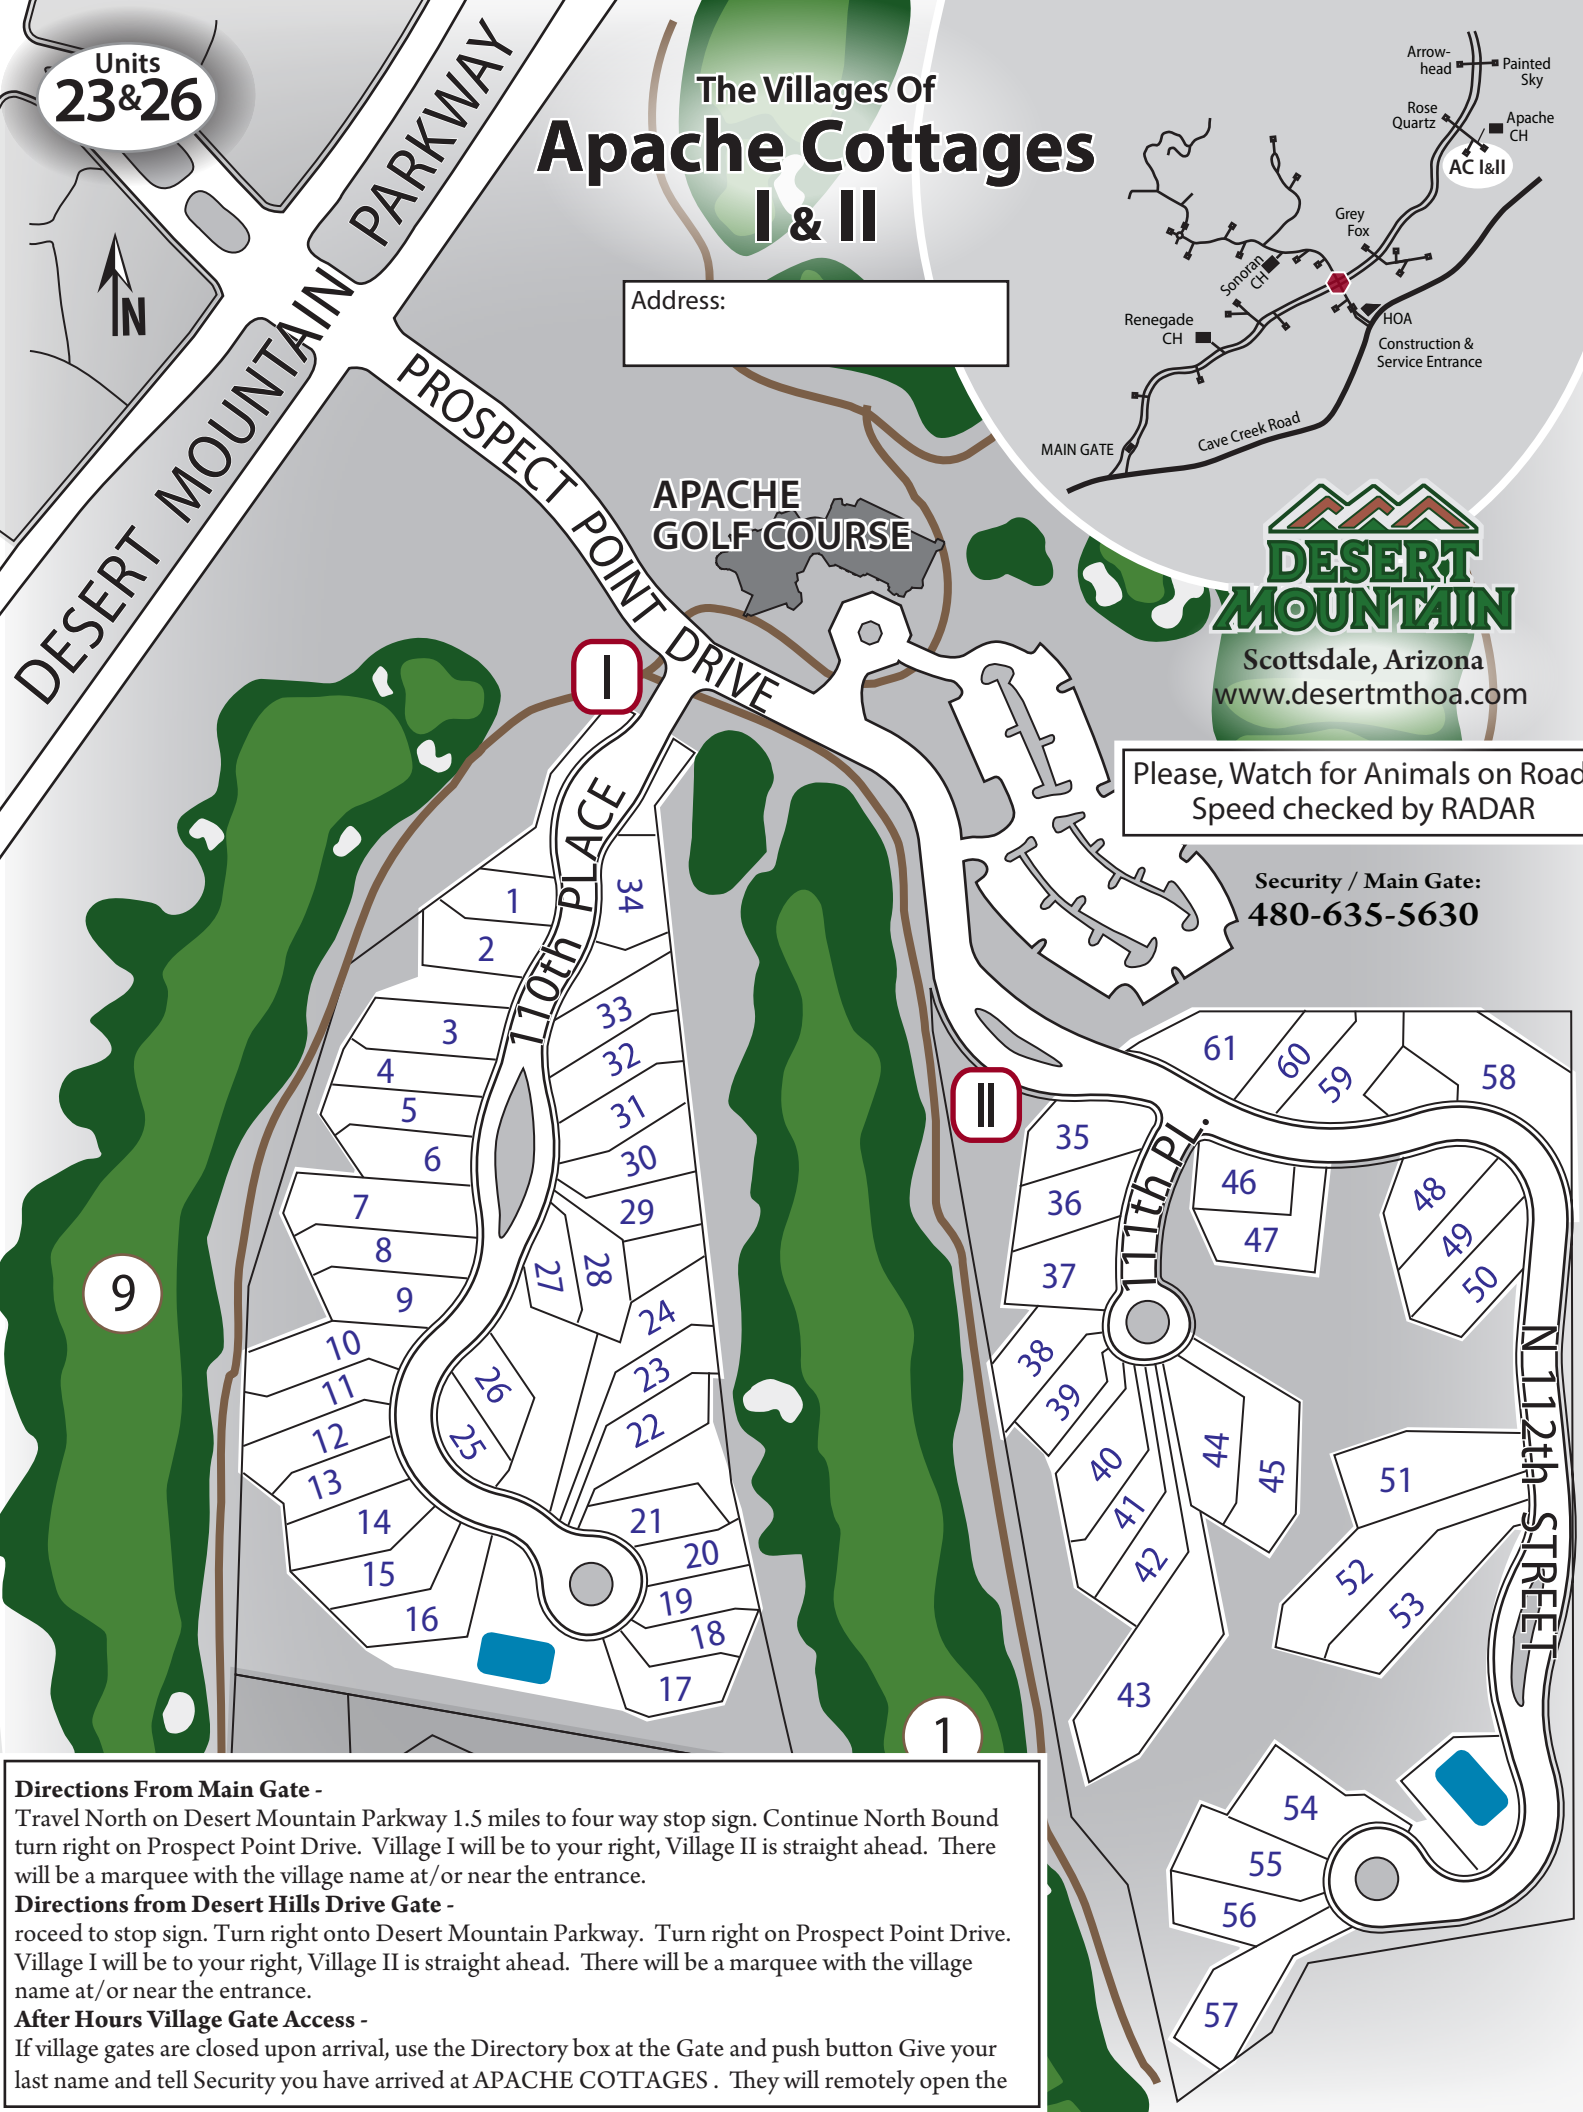 Units
23&26
The Villages Of
Apache Cottages
I & II
Address:
N
DESERT MOUNTAIN PARKWAY
PROSPECT POINT DRIVE
APACHE
GOLF COURSE
Arrow-
head
Painted
Sky
Rose
Quartz
Apache
CH
AC I&II
Grey
Fox
Sonoran
CH
Renegade
CH
HOA
Construction &
Service Entrance
Cave Creek Road
MAIN GATE
DESERT
MOUNTAIN
Scottsdale, Arizona
www.desertmthoa.com
Please, Watch for Animals on Road
Speed checked by RADAR
Security / Main Gate:
480-635-5630
I
110th PLACE
1
2
3
4
5
6
7
8
9
10
11
12
13
14
15
16
17
18
19
20
21
22
23
24
25
26
27
28
29
30
31
32
33
34
9
1
II
111th PL.
N 112th STREET
35
36
37
38
39
40
41
42
43
44
45
46
47
48
49
50
51
52
53
54
55
56
57
58
59
60
61
Directions From Main Gate -
Travel North on Desert Mountain Parkway 1.5 miles to four way stop sign. Continue North Bound
turn right on Prospect Point Drive.  Village I will be to your right, Village II is straight ahead.  There
will be a marquee with the village name at/or near the entrance.
Directions from Desert Hills Drive Gate -
roceed to stop sign. Turn right onto Desert Mountain Parkway.  Turn right on Prospect Point Drive.
Village I will be to your right, Village II is straight ahead.  There will be a marquee with the village
name at/or near the entrance.
After Hours Village Gate Access -
If village gates are closed upon arrival, use the Directory box at the Gate and push button Give your
last name and tell Security you have arrived at APACHE COTTAGES .  They will remotely open the